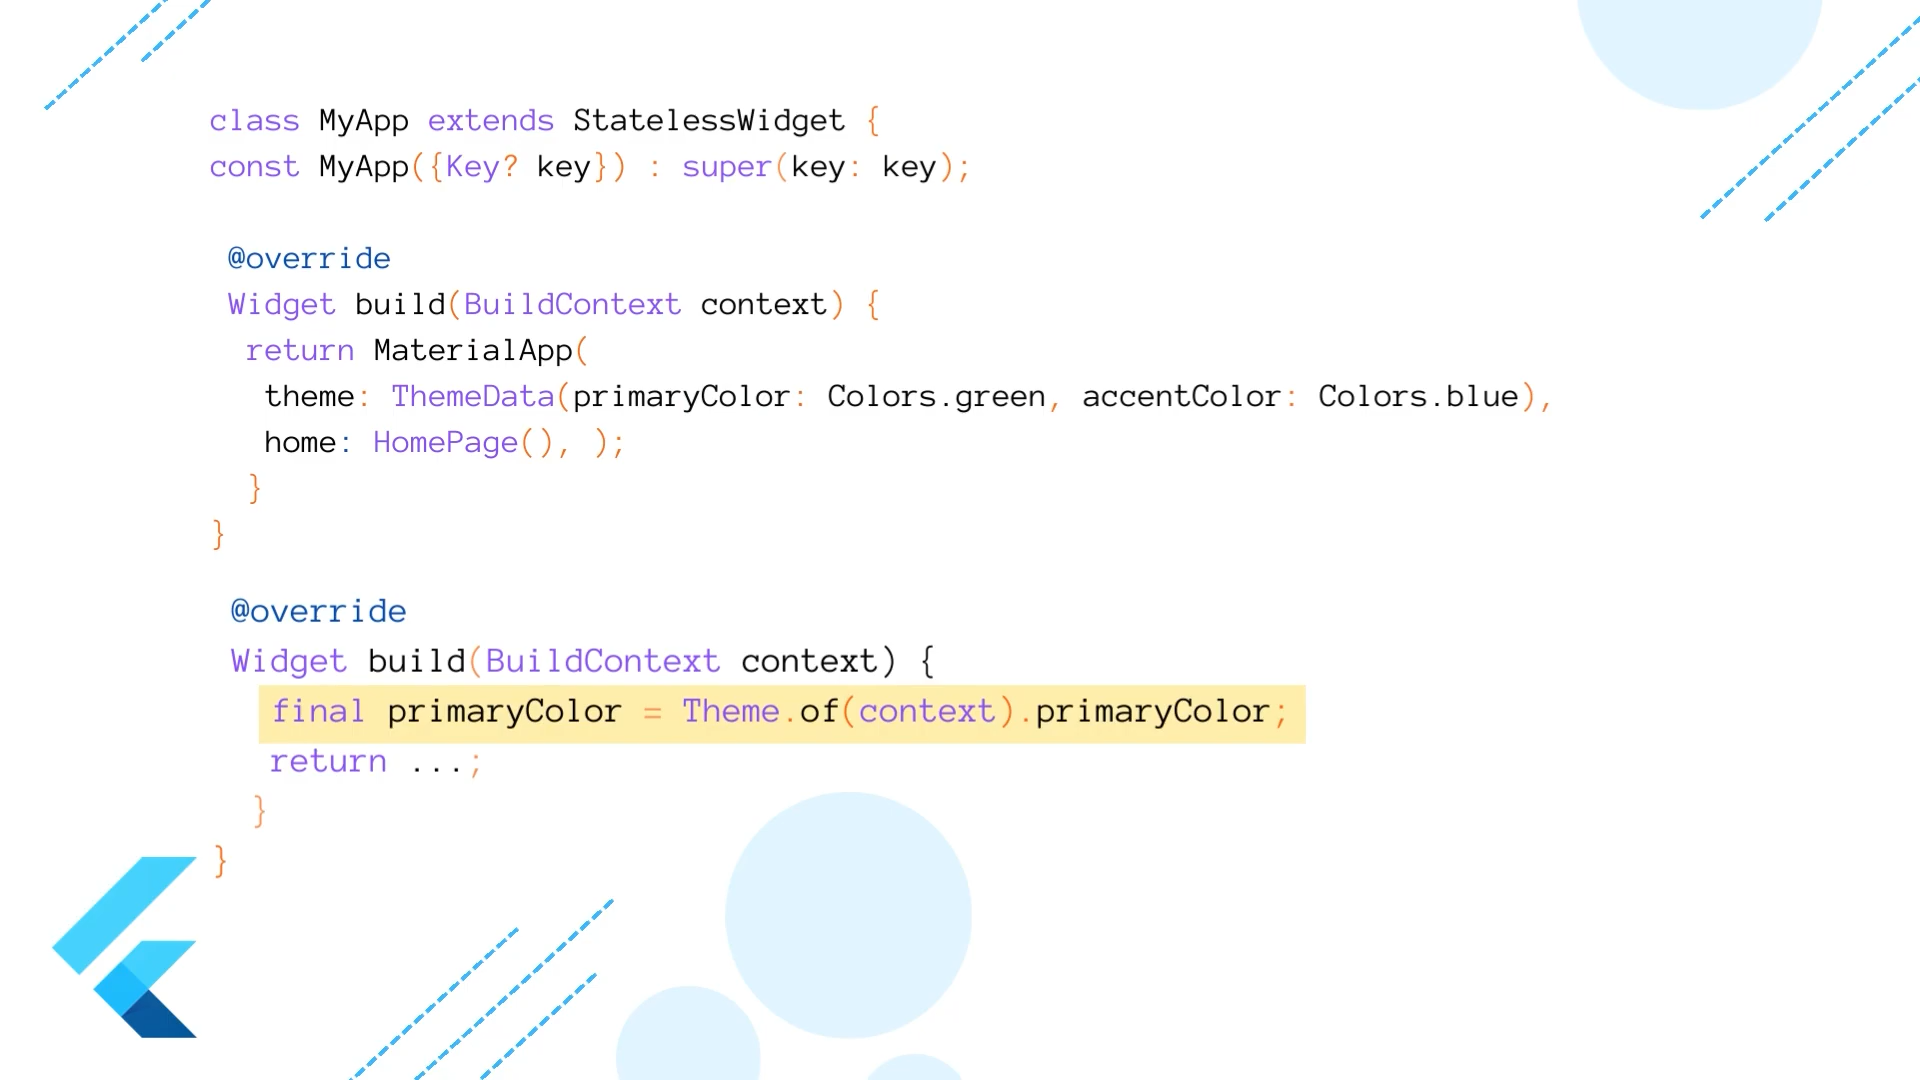 class MyApp extends StatelessWidget {
const MyApp({Key? key}) : super(key: key);
@override
Widget build(BuildContext context) {
return MaterialApp(
theme: ThemeData(primaryColor: Colors.green, accentColor: Colors.blue),
home: HomePage(), );
}
}
@override
Widget build(BuildContext context) {
final primaryColor = Theme.of(context).primaryColor;
return ...;
}
}